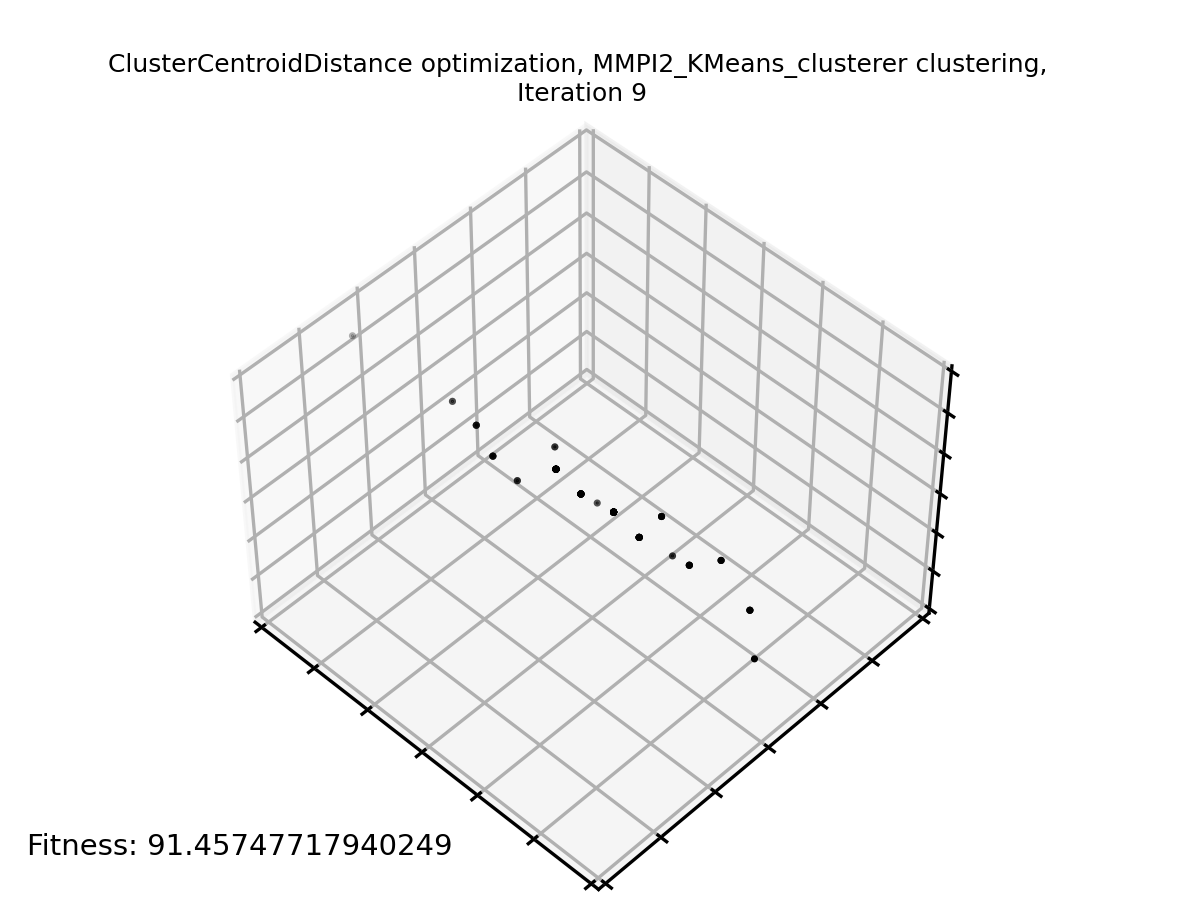 ClusterCentroidDistance optimization, MMPI2_KMeans_clusterer clustering,
Iteration 9
Fitness: 91.45747717940249